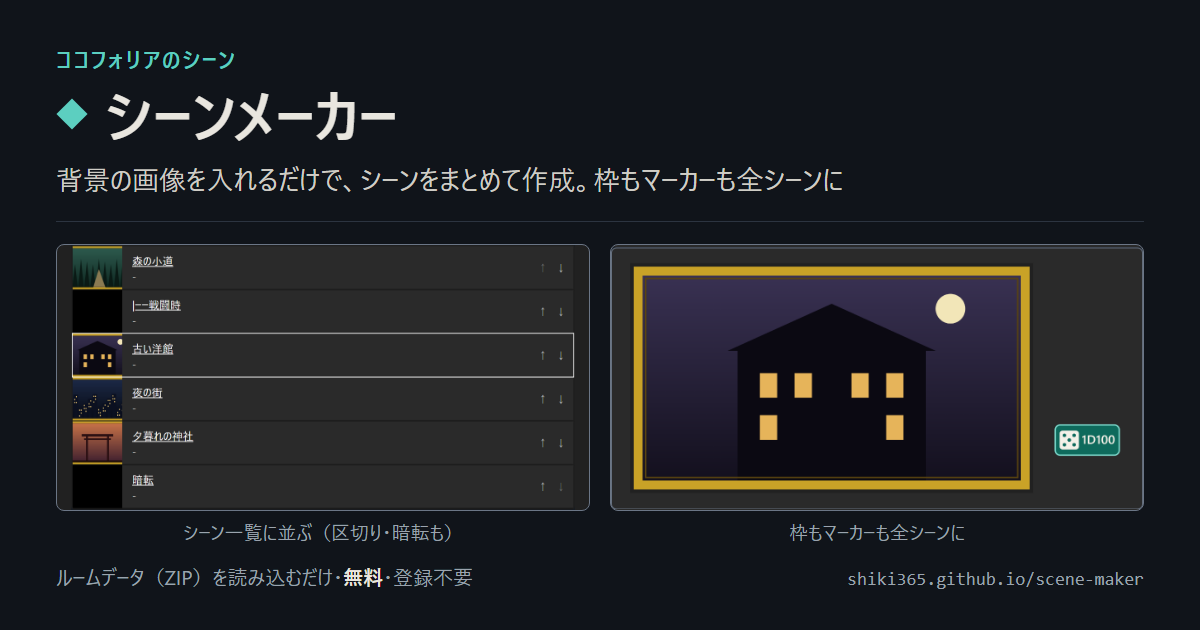 ココフォリアのシーン
シーンメーカー
背景の画像を入れるだけで、シーンをまとめて作成。枠もマーカーも全シーンに
森の小道
-
↑ ↓
|――戦闘時
-
↑ ↓
古い洋館
-
↑ ↓
夜の街
-
↑ ↓
夕暮れの神社
-
↑ ↓
暗転
-
↑ ↓
1D100
シーン一覧に並ぶ（区切り・暗転も）
枠もマーカーも全シーンに
ルームデータ（ZIP）を読み込むだけ・無料・登録不要
shiki365.github.io/scene-maker